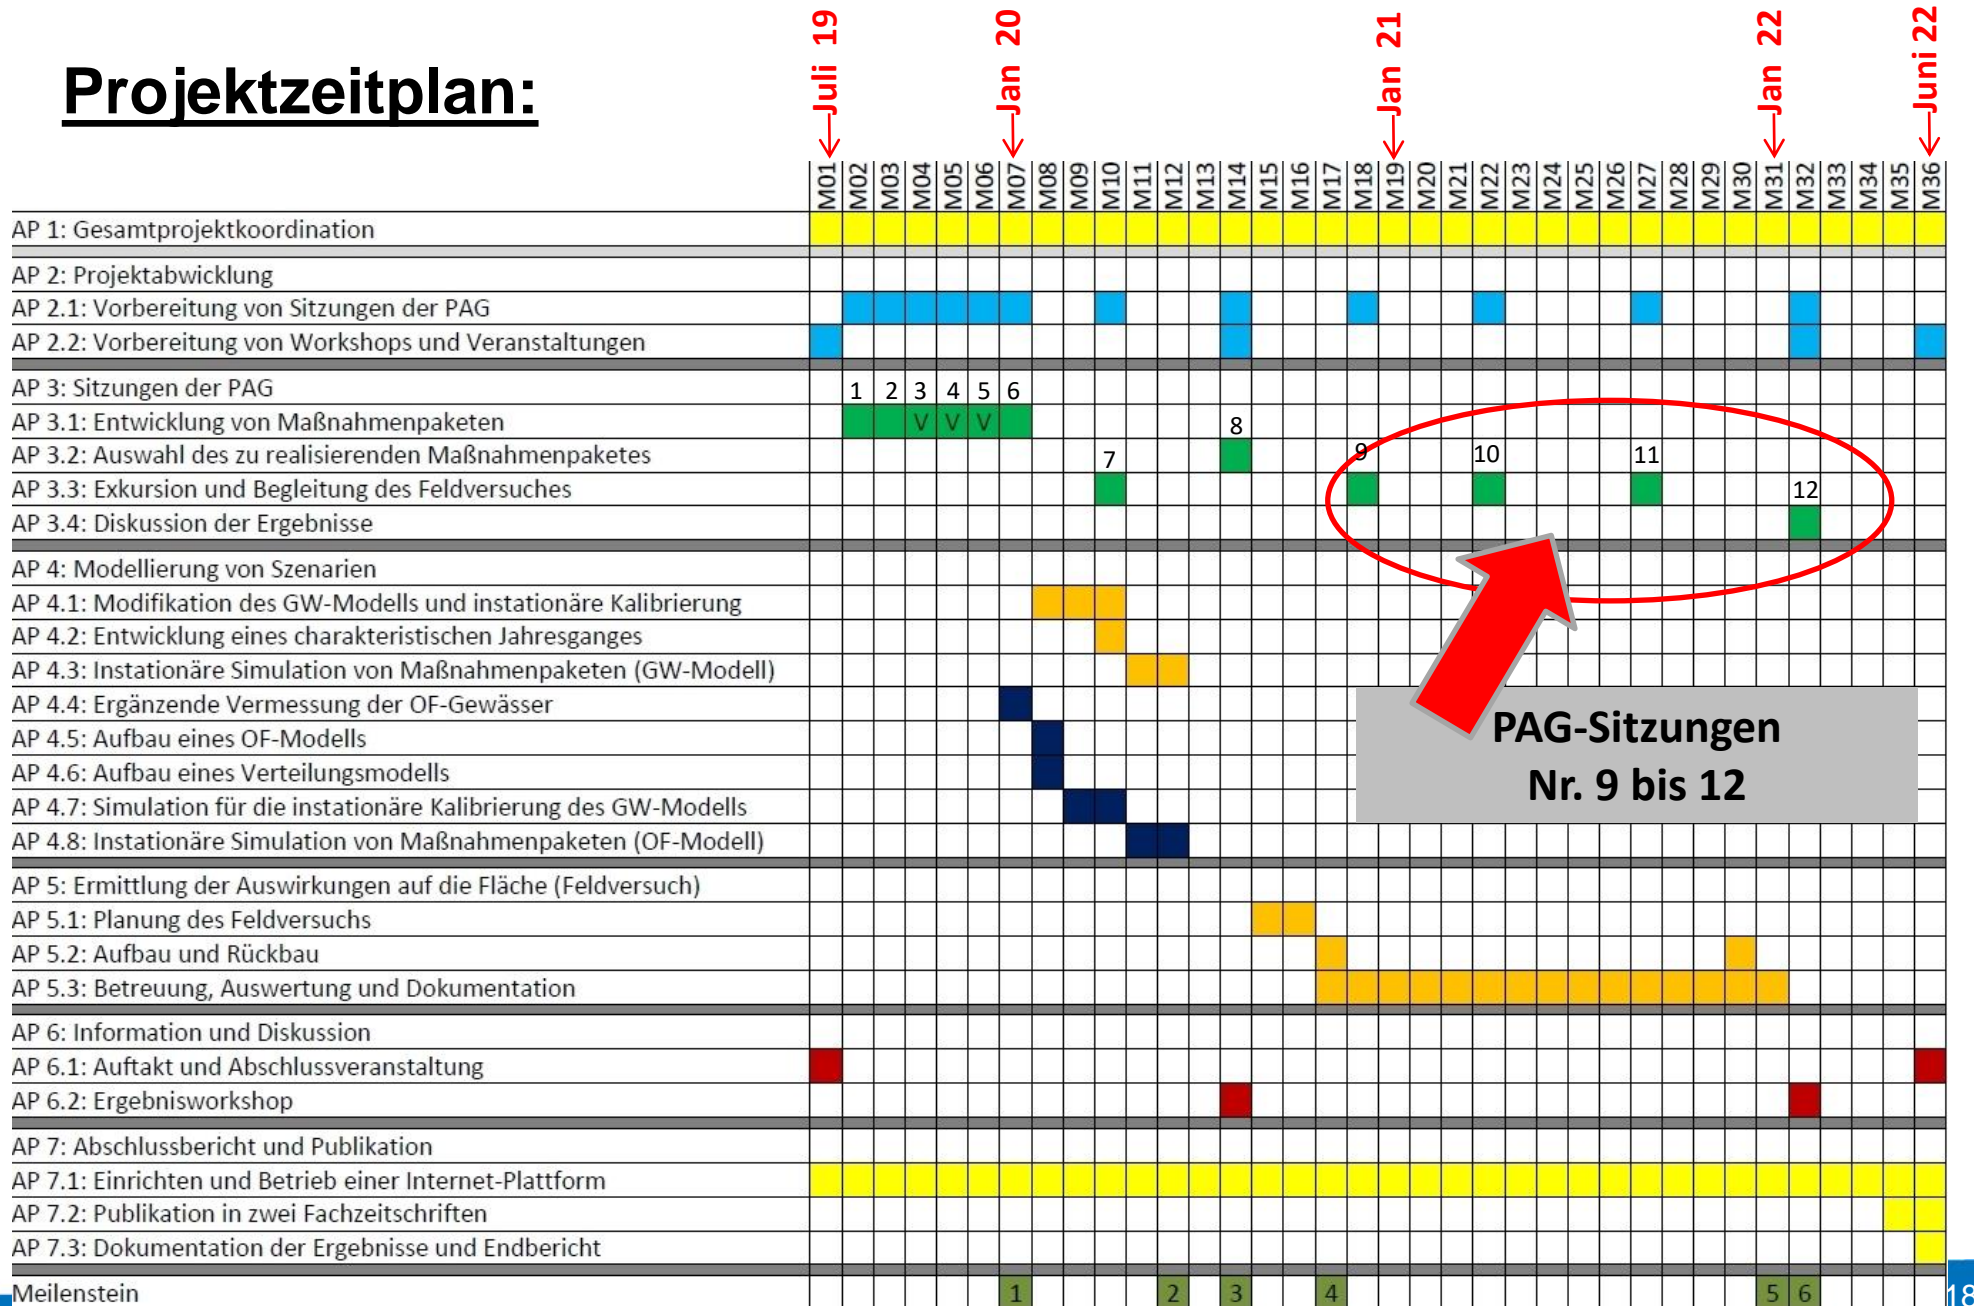 Juli 19
Jan 20
Jan 21
Jan 22
Juni 22
Projektzeitplan:
M01 M02 M03 M04 M05 M06 M07 M08 M09 M10 M11 M12 M13 M14 M15 M16 M17 M18 M19 M20 M21 M22 M23 M24 M25 M26 M27 M28 M29 M30 M31 M32 M33 M34 M35 M36
AP 1: Gesamtprojektkoordination
AP 2: Projektabwicklung
AP 2.1: Vorbereitung von Sitzungen der PAG
AP 2.2: Vorbereitung von Workshops und Veranstaltungen
AP 3: Sitzungen der PAG 1 2 3 4 5 6
AP 3.1: Entwicklung von Maßnahmenpaketen V V V 8
AP 3.2: Auswahl des zu realisierenden Maßnahmenpaketes 7 9 10 11
AP 3.3: Exkursion und Begleitung des Feldversuches 12
AP 3.4: Diskussion der Ergebnisse
AP 4: Modellierung von Szenarien
AP 4.1: Modifikation des GW-Modells und instationäre Kalibrierung
AP 4.2: Entwicklung eines charakteristischen Jahresganges
AP 4.3: Instationäre Simulation von Maßnahmenpaketen (GW-Modell)
AP 4.4: Ergänzende Vermessung der OF-Gewässer
AP 4.5: Aufbau eines OF-Modells
AP 4.6: Aufbau eines Verteilungsmodells
AP 4.7: Simulation für die instationäre Kalibrierung des GW-Modells
AP 4.8: Instationäre Simulation von Maßnahmenpaketen (OF-Modell)
PAG-Sitzungen
Nr. 9 bis 12
AP 5: Ermittlung der Auswirkungen auf die Fläche (Feldversuch)
AP 5.1: Planung des Feldversuchs
AP 5.2: Aufbau und Rückbau
AP 5.3: Betreuung, Auswertung und Dokumentation
AP 6: Information und Diskussion
AP 6.1: Auftakt und Abschlussveranstaltung
AP 6.2: Ergebnisworkshop
AP 7: Abschlussbericht und Publikation
AP 7.1: Einrichten und Betrieb einer Internet-Plattform
AP 7.2: Publikation in zwei Fachzeitschriften
AP 7.3: Dokumentation der Ergebnisse und Endbericht
Meilenstein 1 2 3 4 5 6
18